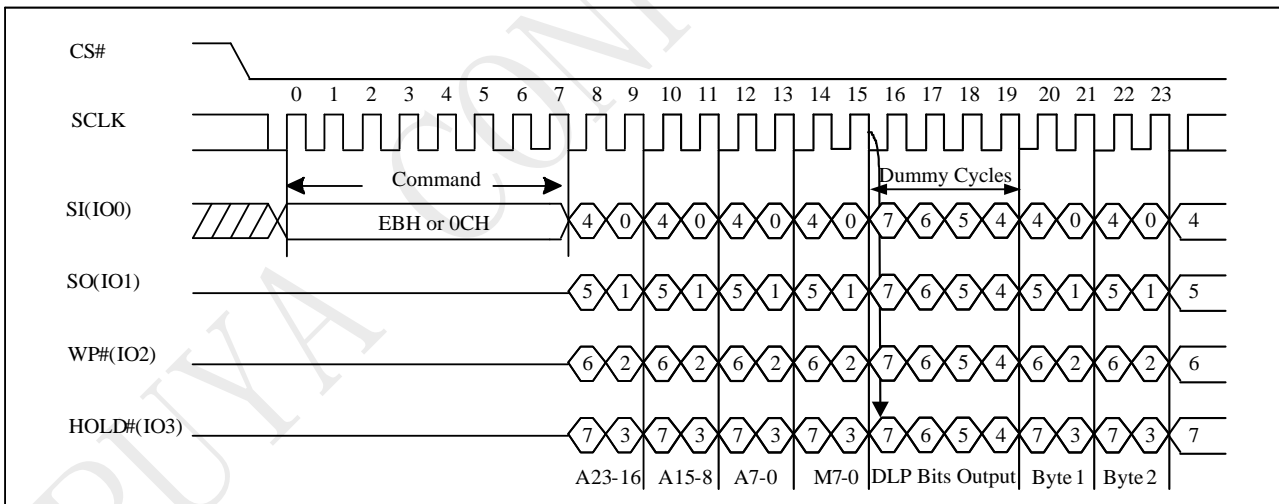 CS#
0 1 2 3 4 5 6 7 8 9 10 11 12 13 14 15 16 17 18 19 20 21 22 23
SCLK
Command Dummy Cycles
SI(IO0) EBH or 0CH 4 0 4 0 4 0 4 0 7 6 5 4 4 0 4 0 4
SO(IO1) 5 1 5 1 5 1 5 1 7 6 5 4 5 1 5 1 5
WP#(IO2) 6 2 6 2 6 2 6 2 7 6 5 4 6 2 6 2 6
HOLD#(IO3) 7 3 7 3 7 3 7 3 7 6 5 4 7 3 7 3 7
A23-16 A15-8 A7-0 M7-0 DLP Bits Output Byte 1 Byte 2
PUYA CONF